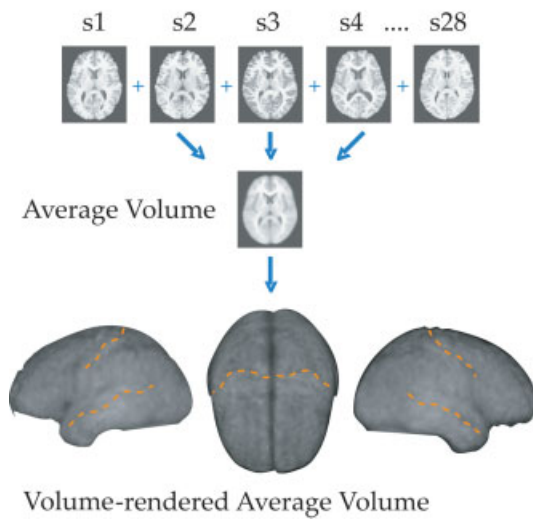 s1 s2 s3 s4 .... s28
+ + + +
Average Volume
Volume-rendered Average Volume